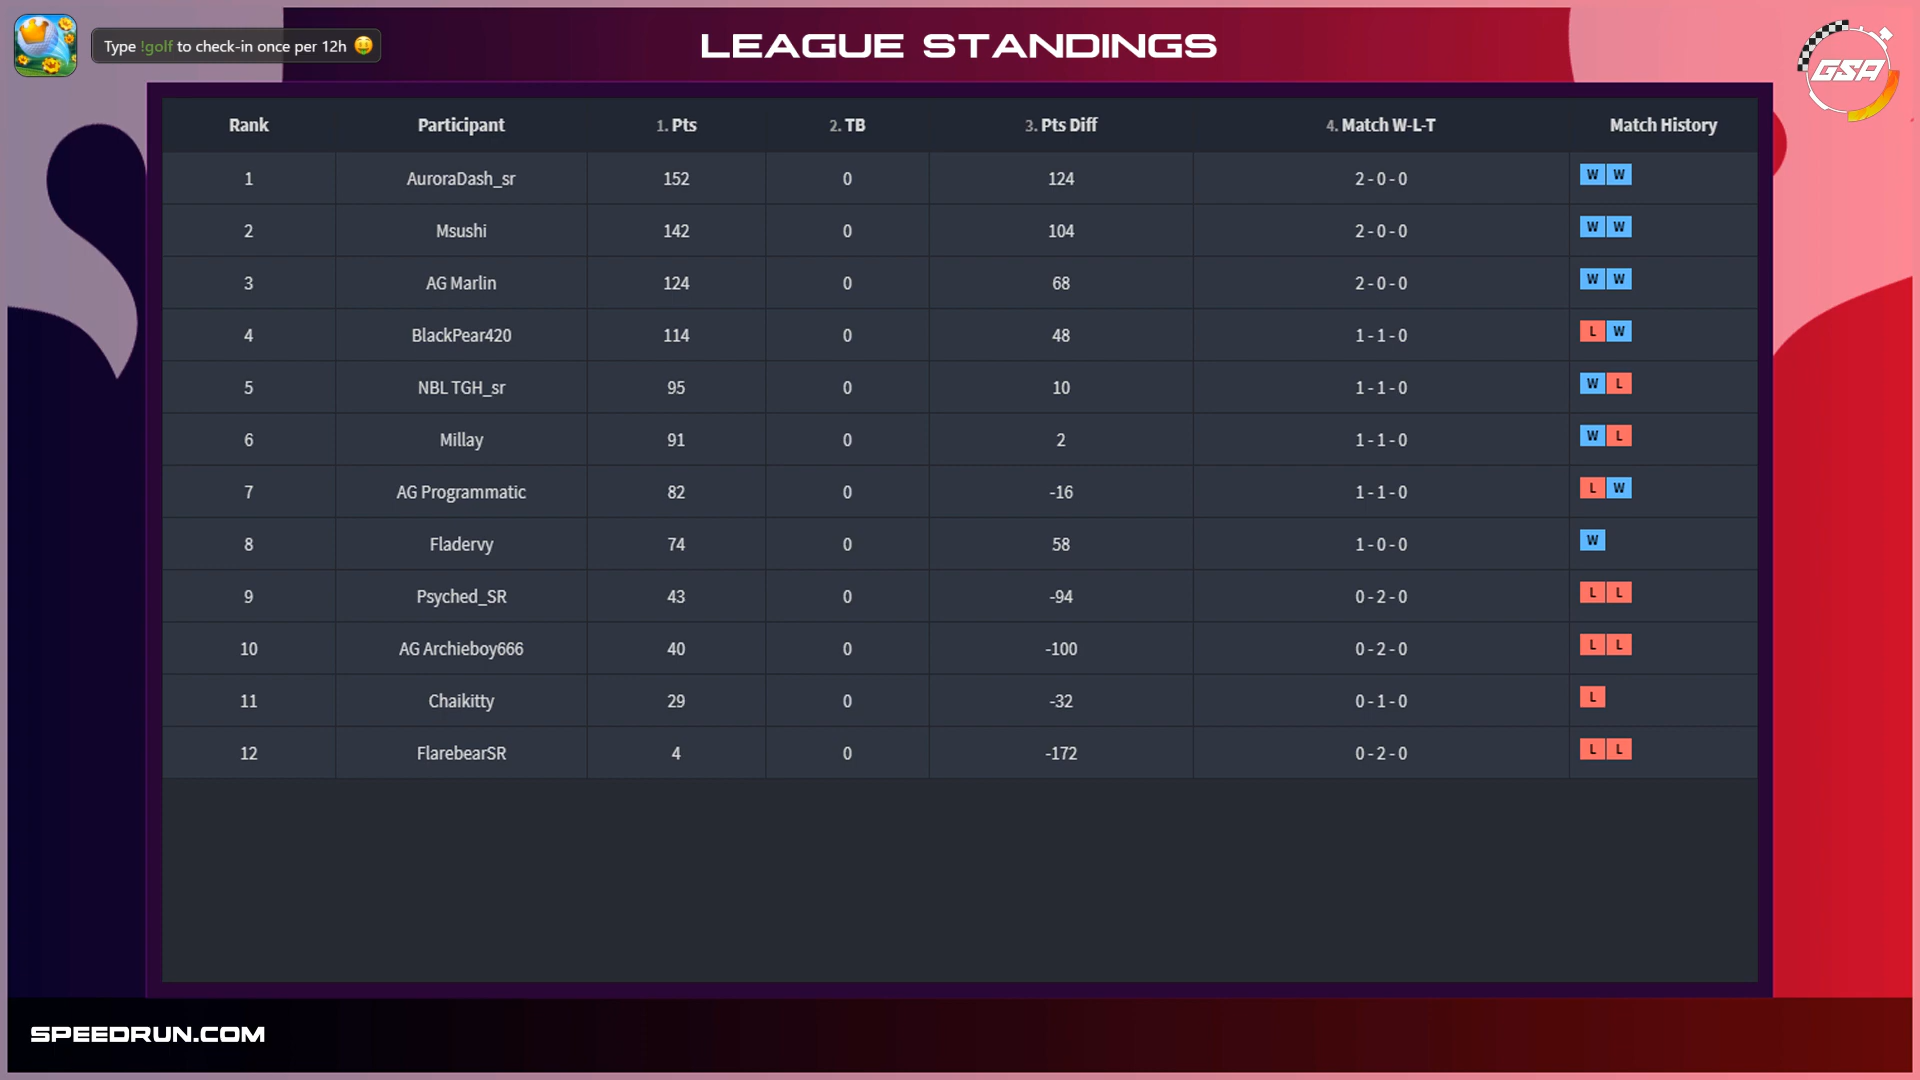 Type !golf to check-in once per 12h 🤑
LEAGUE STANDINGS
GSA
Rank Participant 1. Pts 2. TB 3. Pts Diff 4. Match W-L-T Match History
1 AuroraDash_sr 152 0 124 2 - 0 - 0 W W
2 Msushi 142 0 104 2 - 0 - 0 W W
3 AG Marlin 124 0 68 2 - 0 - 0 W W
4 BlackPear420 114 0 48 1 - 1 - 0 L W
5 NBL TGH_sr 95 0 10 1 - 1 - 0 W L
6 Millay 91 0 2 1 - 1 - 0 W L
7 AG Programmatic 82 0 -16 1 - 1 - 0 L W
8 Fladervy 74 0 58 1 - 0 - 0 W
9 Psyched_SR 43 0 -94 0 - 2 - 0 L L
10 AG Archieboy666 40 0 -100 0 - 2 - 0 L L
11 Chaikitty 29 0 -32 0 - 1 - 0 L
12 FlarebearSR 4 0 -172 0 - 2 - 0 L L
SPEEDRUN.COM